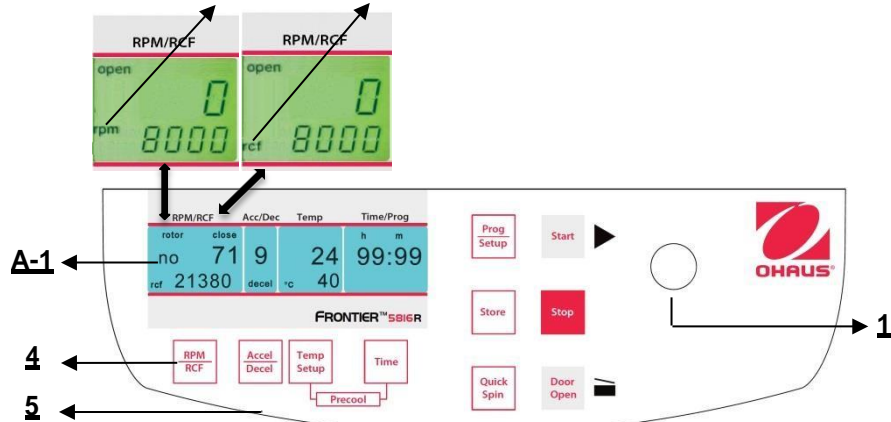 RPM/RCF RPM/RCF
open open
0 0
rpm 8000 rcf 8000
RPM/RCF Acc/Dec Temp Time/Prog
rotor close h m
no 71 9 24 99:99
rcf 21380 decel °C 40
FRONTIER™5816R
A-1
4
5
RPM
RCF
Accel
Decel
Temp
Setup
Time
Precool
Prog
Setup
Start
Store
Stop
Quick
Spin
Door
Open
OHAUS®
1